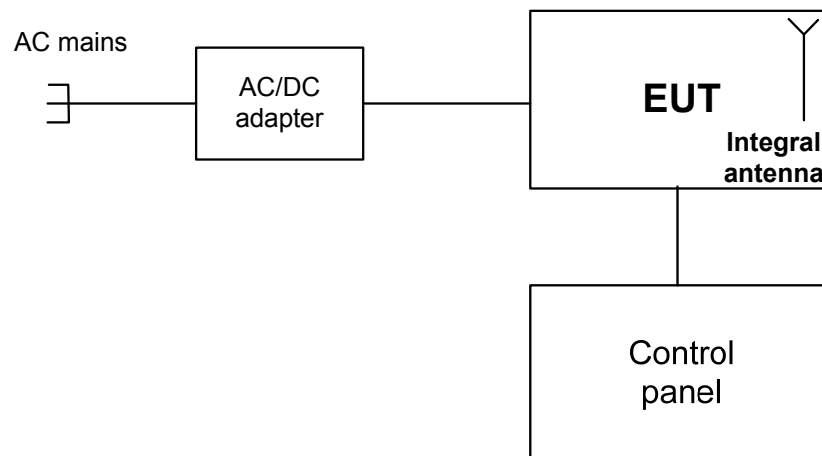 AC mains
AC/DC
adapter
EUT
Integral
antenna
Control
panel